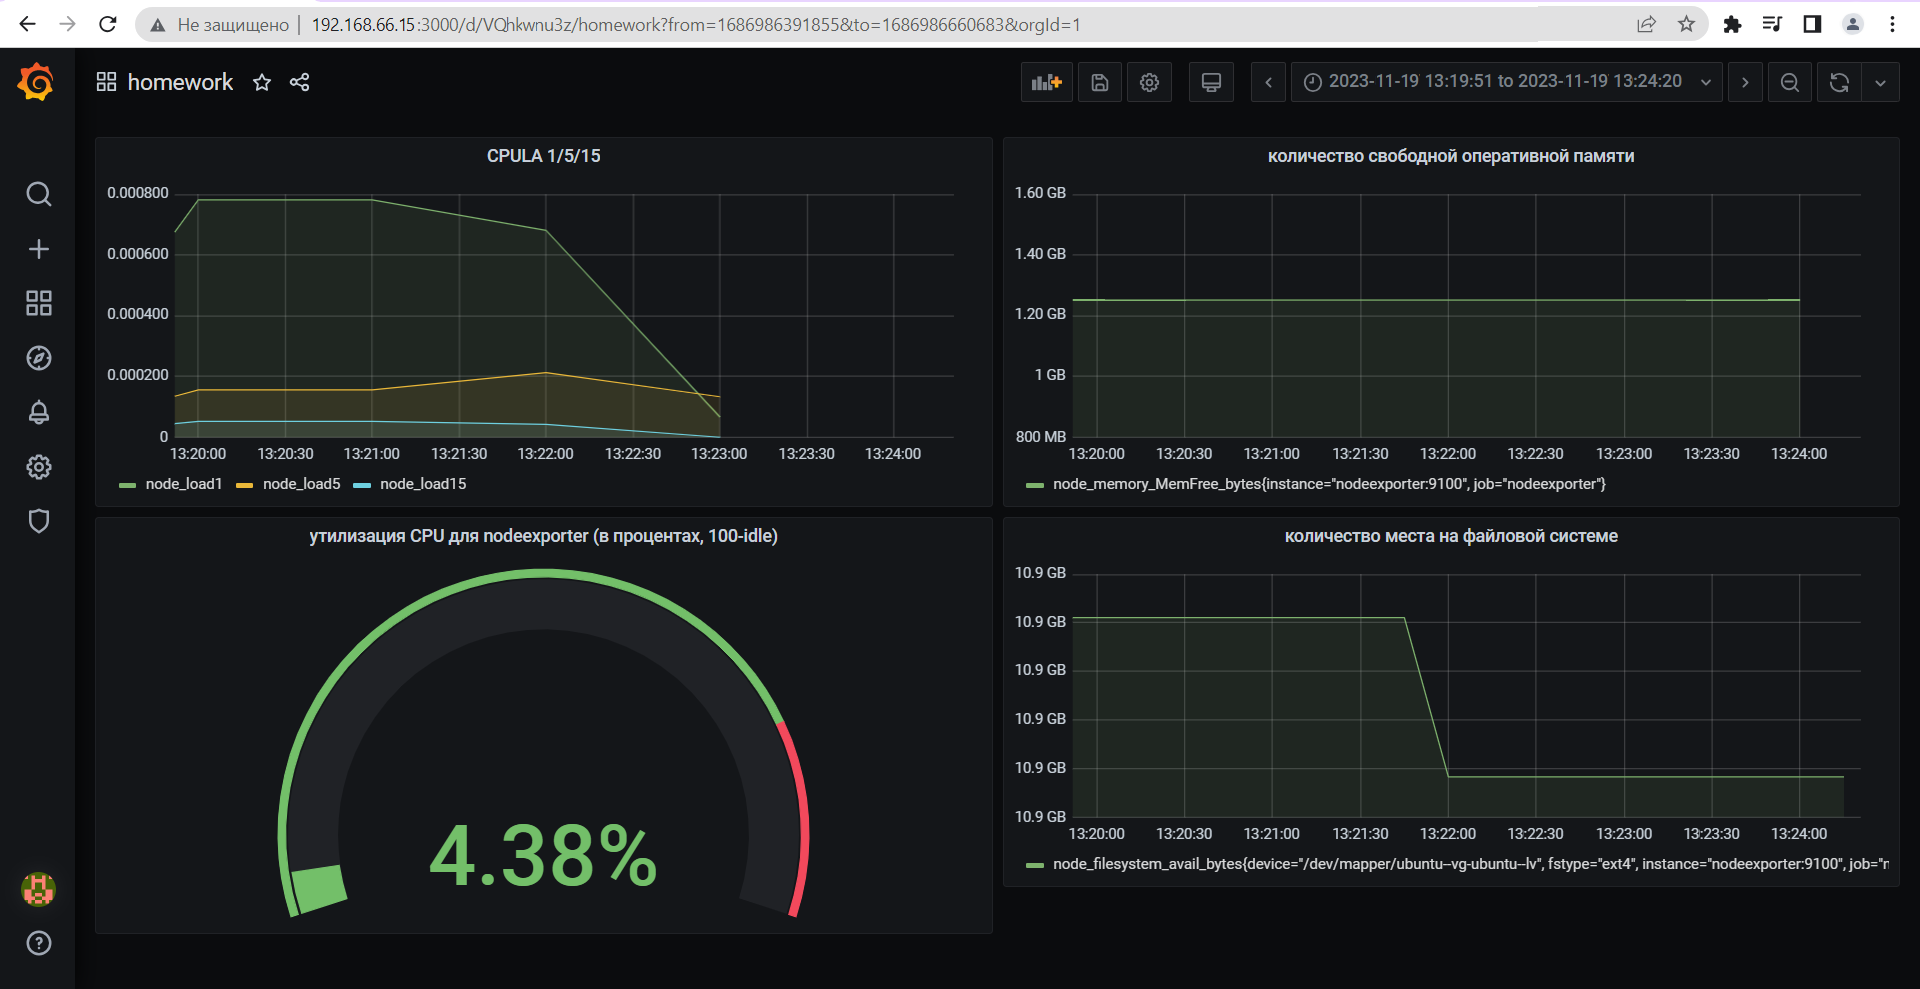 Не защищено | 192.168.66.15:3000/d/VQhkwnu3z/homework?from=1686986391855&to=1686986660683&orgId=1
homework
2023-11-19 13:19:51 to 2023-11-19 13:24:20
CPULA 1/5/15
0.000800
0.000600
0.000400
0.000200
0
13:20:00 13:20:30 13:21:00 13:21:30 13:22:00 13:22:30 13:23:00 13:23:30 13:24:00
node_load1 node_load5 node_load15
количество свободной оперативной памяти
1.60 GB
1.40 GB
1.20 GB
1 GB
800 MB
13:20:00 13:20:30 13:21:00 13:21:30 13:22:00 13:22:30 13:23:00 13:23:30 13:24:00
node_memory_MemFree_bytes{instance="nodeexporter:9100", job="nodeexporter"}
утилизация CPU для nodeexporter (в процентах, 100-idle)
4.38%
количество места на файловой системе
10.9 GB
10.9 GB
10.9 GB
10.9 GB
10.9 GB
10.9 GB
13:20:00 13:20:30 13:21:00 13:21:30 13:22:00 13:22:30 13:23:00 13:23:30 13:24:00
node_filesystem_avail_bytes{device="/dev/mapper/ubuntu--vg-ubuntu--lv", fstype="ext4", instance="nodeexporter:9100", job="n